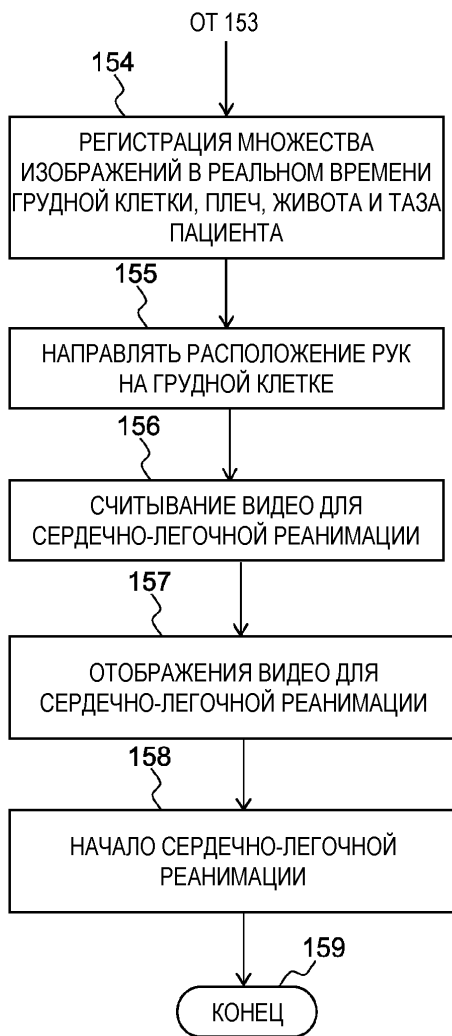 ОТ 153
154
РЕГИСТРАЦИЯ МНОЖЕСТВА
ИЗОБРАЖЕНИЙ В РЕАЛЬНОМ ВРЕМЕНИ
ГРУДНОЙ КЛЕТКИ, ПЛЕЧ, ЖИВОТА И ТАЗА
ПАЦИЕНТА
155
НАПРАВЛЯТЬ РАСПОЛОЖЕНИЕ РУК
НА ГРУДНОЙ КЛЕТКЕ
156
СЧИТЫВАНИЕ ВИДЕО ДЛЯ
СЕРДЕЧНО-ЛЕГОЧНОЙ РЕАНИМАЦИИ
157
ОТОБРАЖЕНИЯ ВИДЕО ДЛЯ
СЕРДЕЧНО-ЛЕГОЧНОЙ РЕАНИМАЦИИ
158
НАЧАЛО СЕРДЕЧНО-ЛЕГОЧНОЙ
РЕАНИМАЦИИ
159
КОНЕЦ